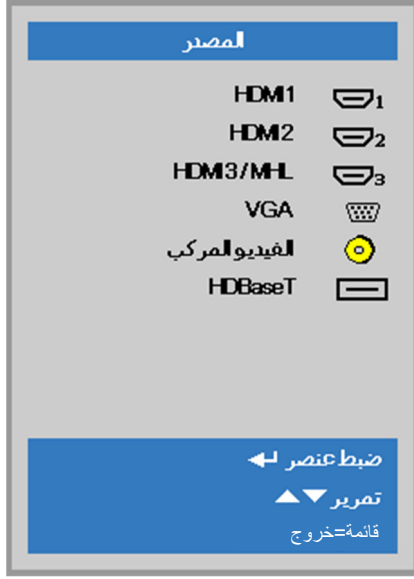 المصدر
HDMI1
HDMI2
HDMI3/MHL
VGA
الفيديو المركب
HDBaseT
ضبط عنصر
تمرير
قائمة=خروج